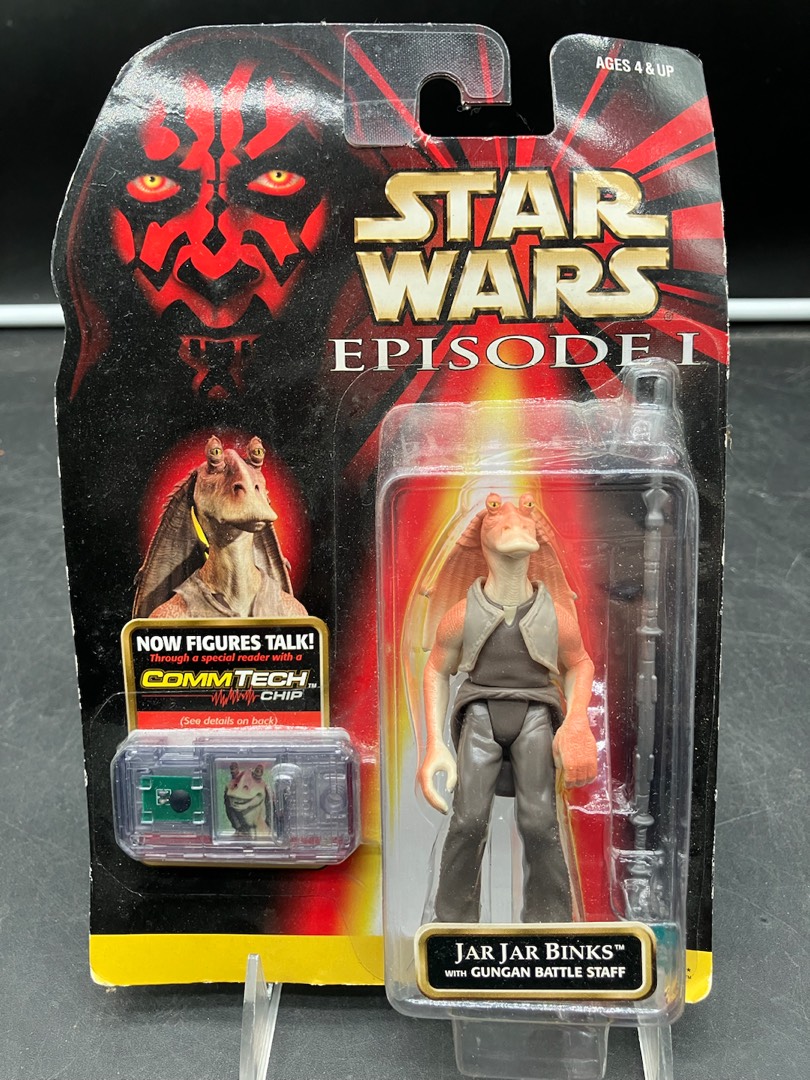 AGES 4 & UP
STAR
WARS
EPISODE I
NOW FIGURES TALK!
Through a special reader with a
COMMTECH™
CHIP
(See details on back)
JAR JAR BINKS™
WITH GUNGAN BATTLE STAFF